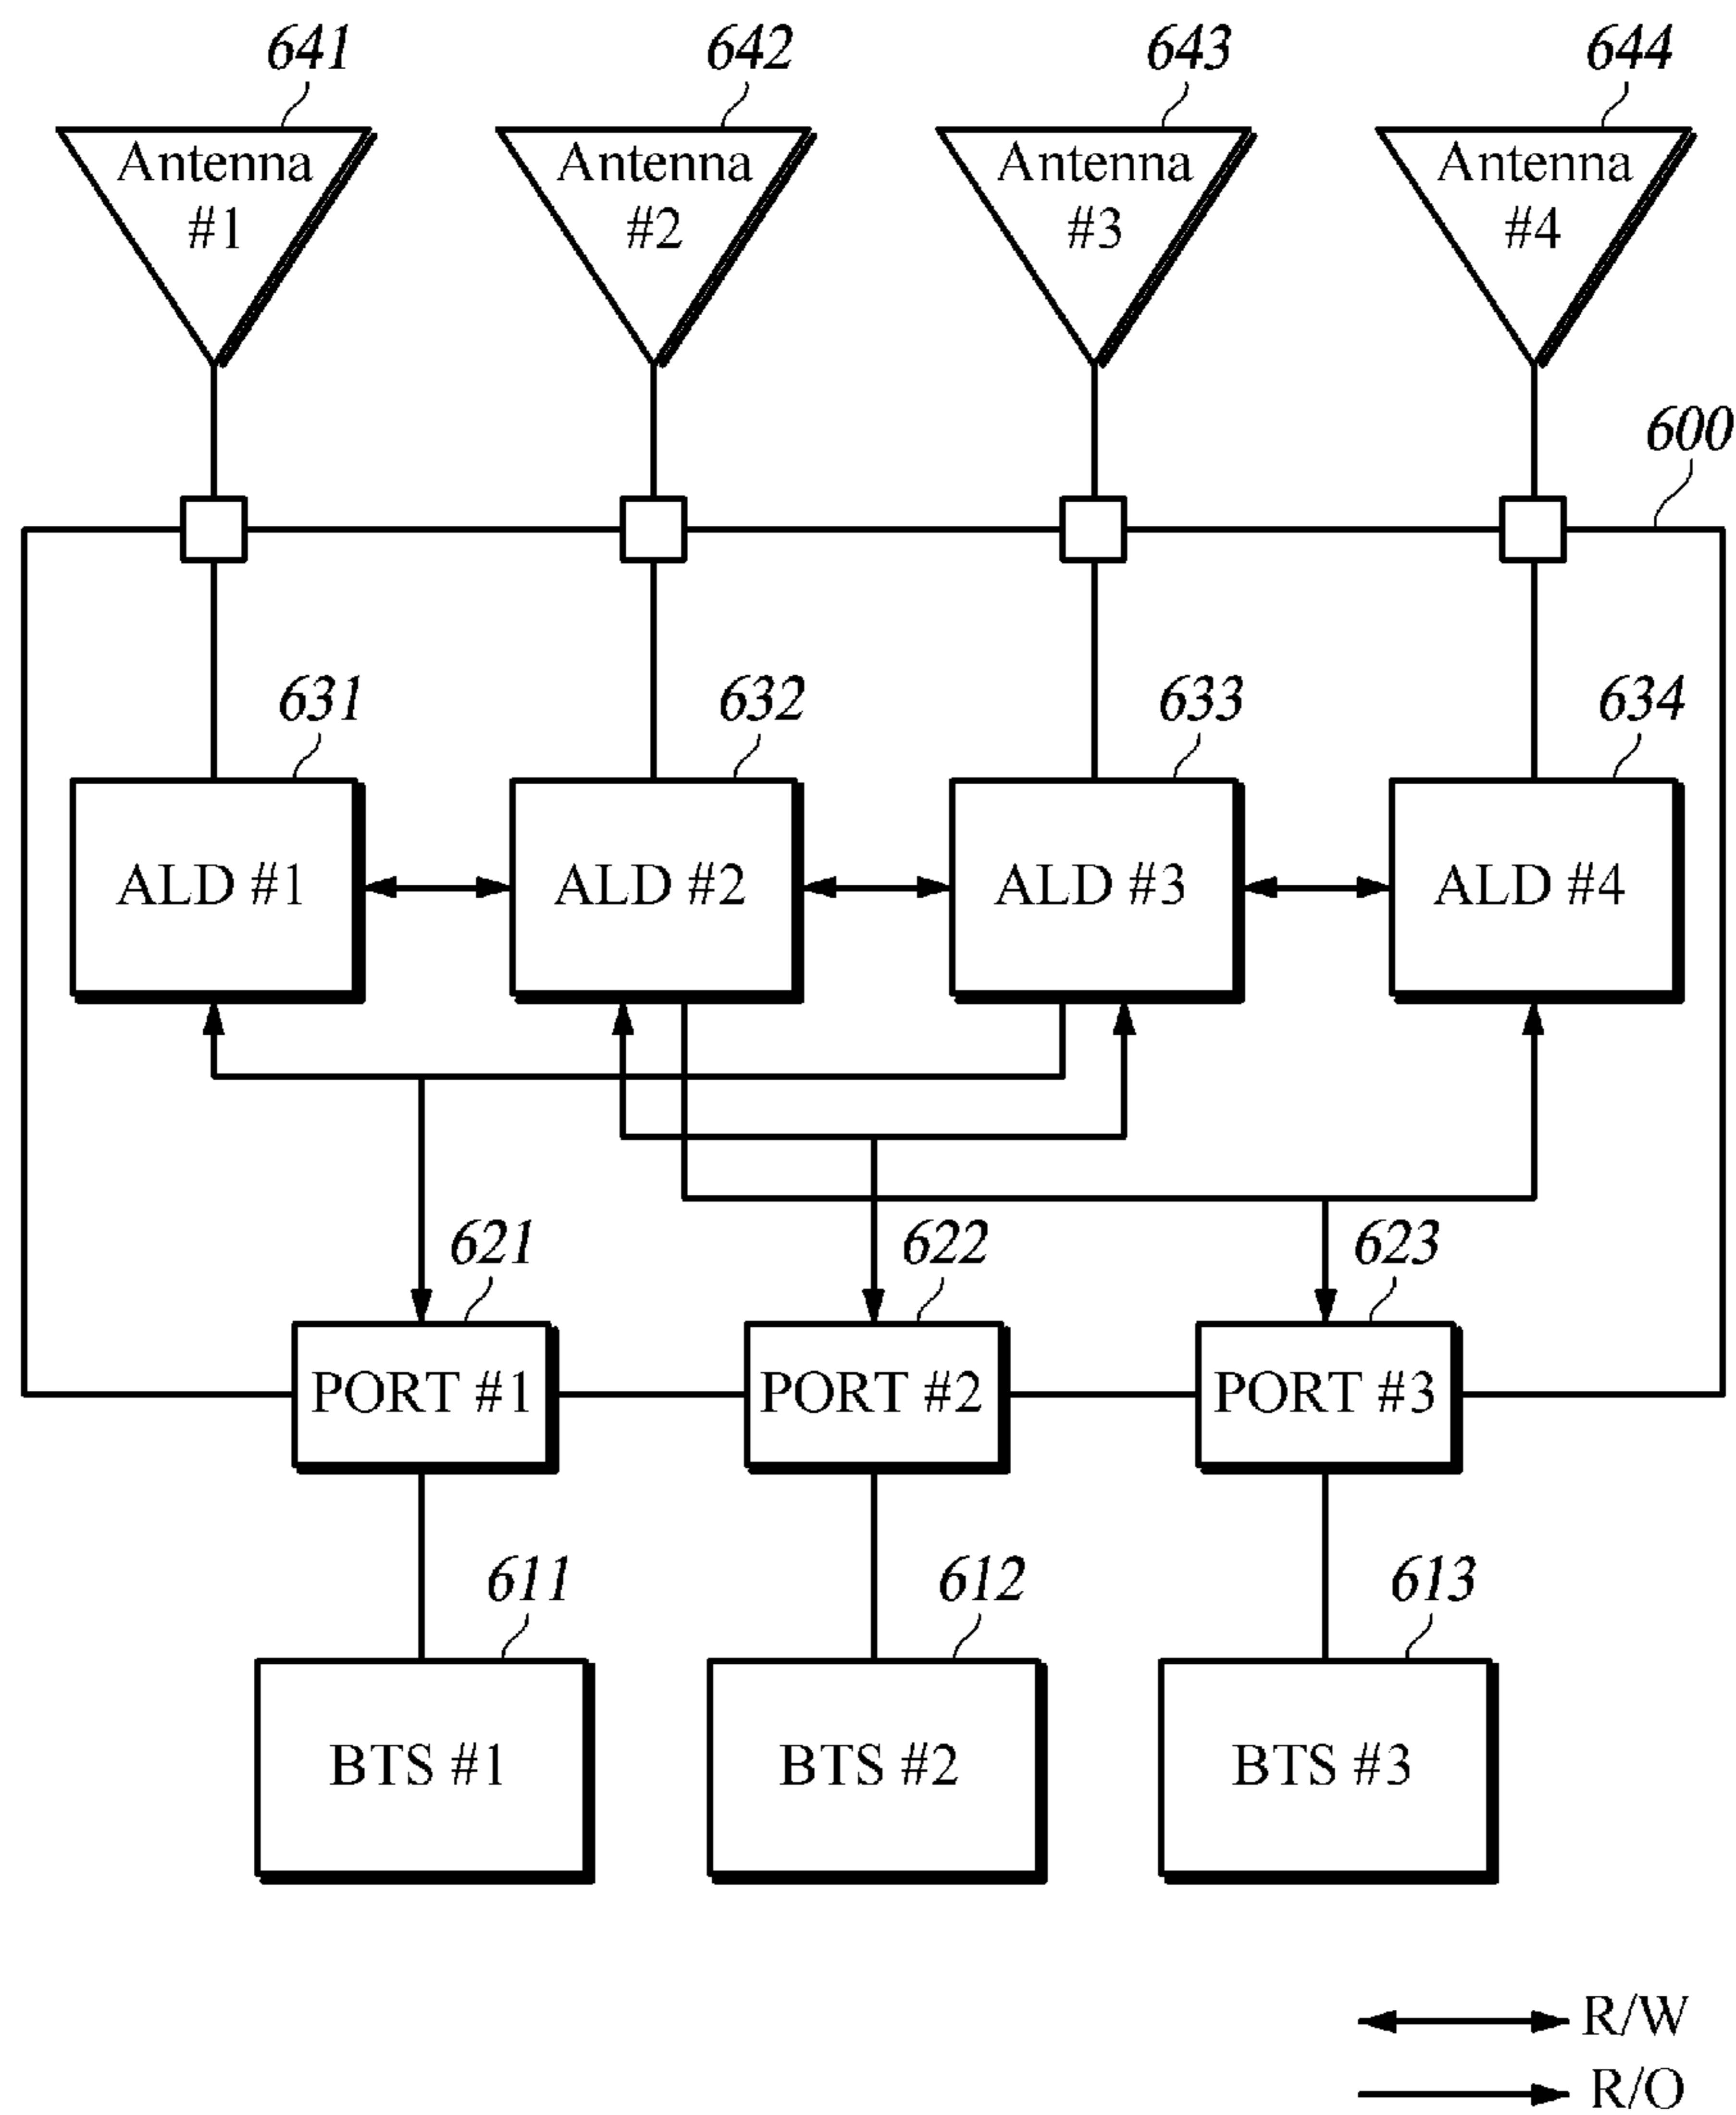 641 642 643 644
Antenna #1 Antenna #2 Antenna #3 Antenna #4
600
631 632 633 634
ALD #1 ALD #2 ALD #3 ALD #4
621 622 623
PORT #1 PORT #2 PORT #3
611 612 613
BTS #1 BTS #2 BTS #3
R/W
R/O